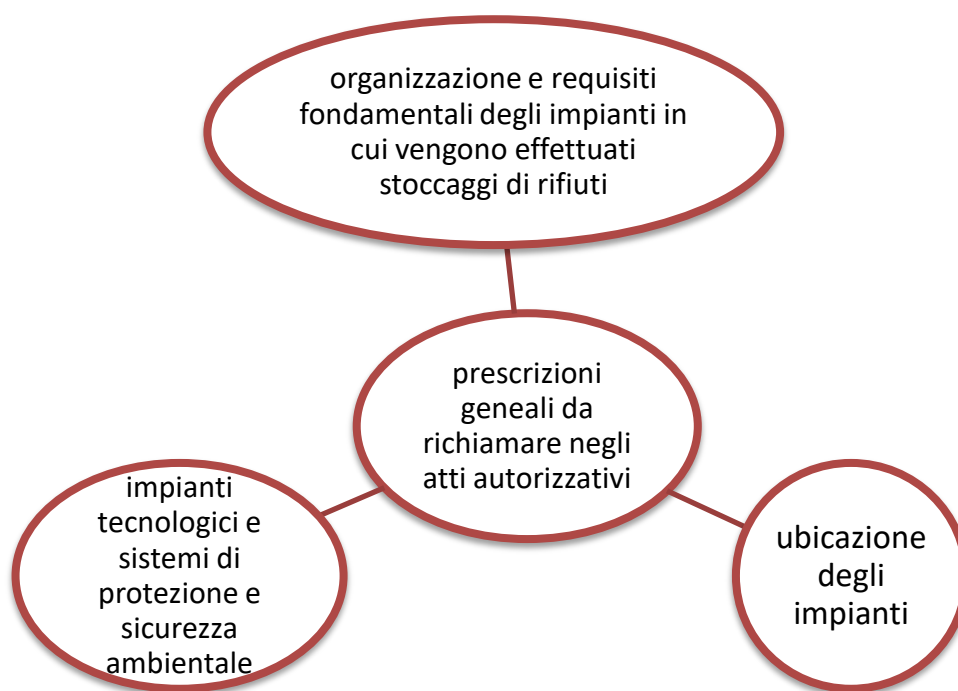 organizzazione e requisiti
fondamentali degli impianti in
cui vengono effettuati
stoccaggi di rifiuti
prescrizioni
geneali da
richiamare negli
atti autorizzativi
impianti
tecnologici e
sistemi di
protezione e
sicurezza
ambientale
ubicazione
degli
impianti